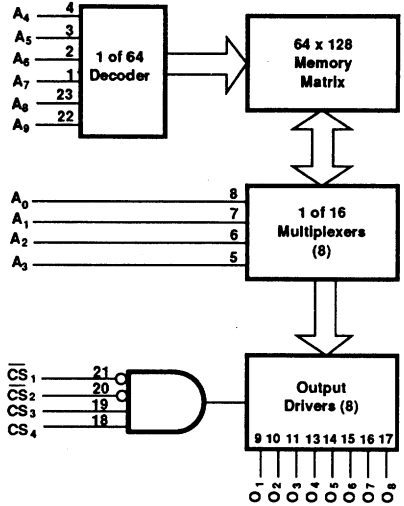 A4 4
A5 3
A6 2
A7 1
A8 23
A9 22
1 of 64
Decoder
64 x 128
Memory
Matrix
A0 8
A1 7
A2 6
A3 5
1 of 16
Multiplexers
(8)
C̅S̅1 21
C̅S̅2 20
CS3 19
CS4 18
Output
Drivers (8)
9 10 11 13 14 15 16 17
O1 O2 O3 O4 O5 O6 O7 O8